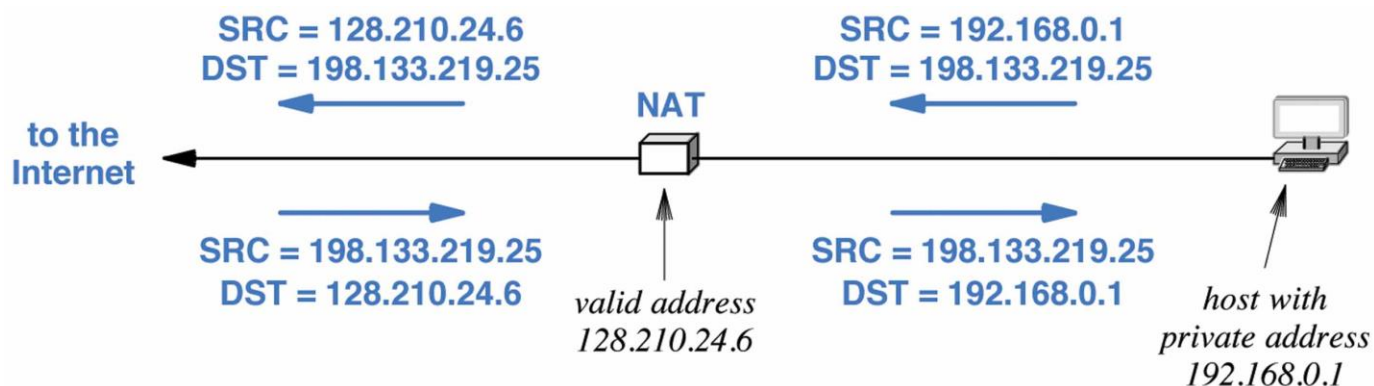 SRC = 128.210.24.6
DST = 198.133.219.25
SRC = 192.168.0.1
DST = 198.133.219.25
NAT
to the
Internet
SRC = 198.133.219.25
DST = 128.210.24.6
valid address
128.210.24.6
SRC = 198.133.219.25
DST = 192.168.0.1
host with
private address
192.168.0.1